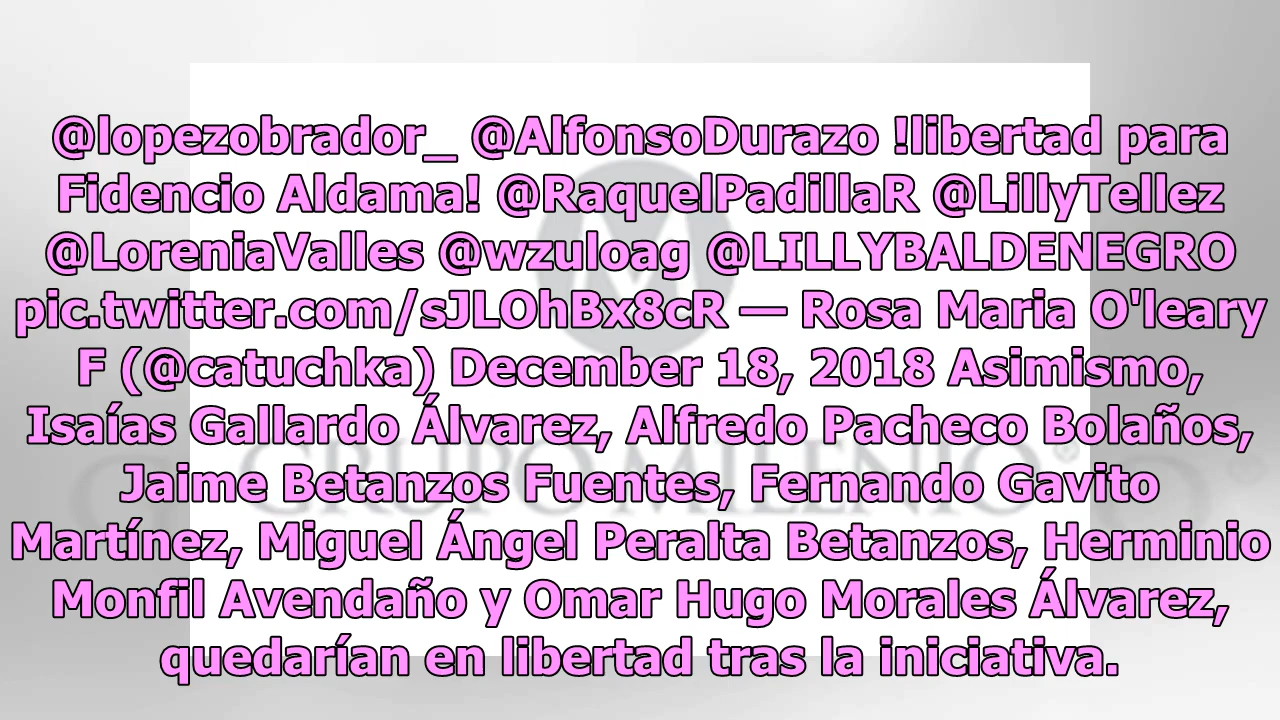 @lopezobrador_ @AlfonsoDurazo !libertad para
Fidencio Aldama! @RaquelPadillaR @LillyTellez
@LoreniaValles @wzuloag @LILLYBALDENEGRO
pic.twitter.com/sJLOhBx8cR — Rosa Maria O'leary
F (@catuchka) December 18, 2018 Asimismo,
Isaías Gallardo Álvarez, Alfredo Pacheco Bolaños,
Jaime Betanzos Fuentes, Fernando Gavito
Martínez, Miguel Ángel Peralta Betanzos, Herminio
Monfil Avendaño y Omar Hugo Morales Álvarez,
quedarían en libertad tras la iniciativa.
GRUPO MILENIO®